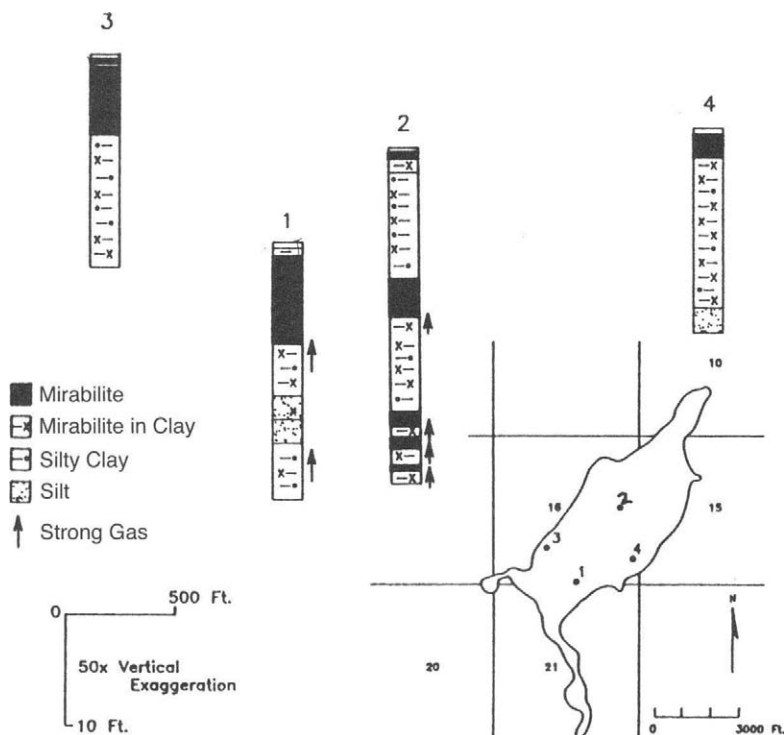 3
2
4
1
Mirabilite
Mirabilite in Clay
Silty Clay
Silt
Strong Gas
0 500 Ft.
50x Vertical
Exaggeration
10 Ft.
10
16
2
15
3
4
1
N
20
21
0 3000 Ft.